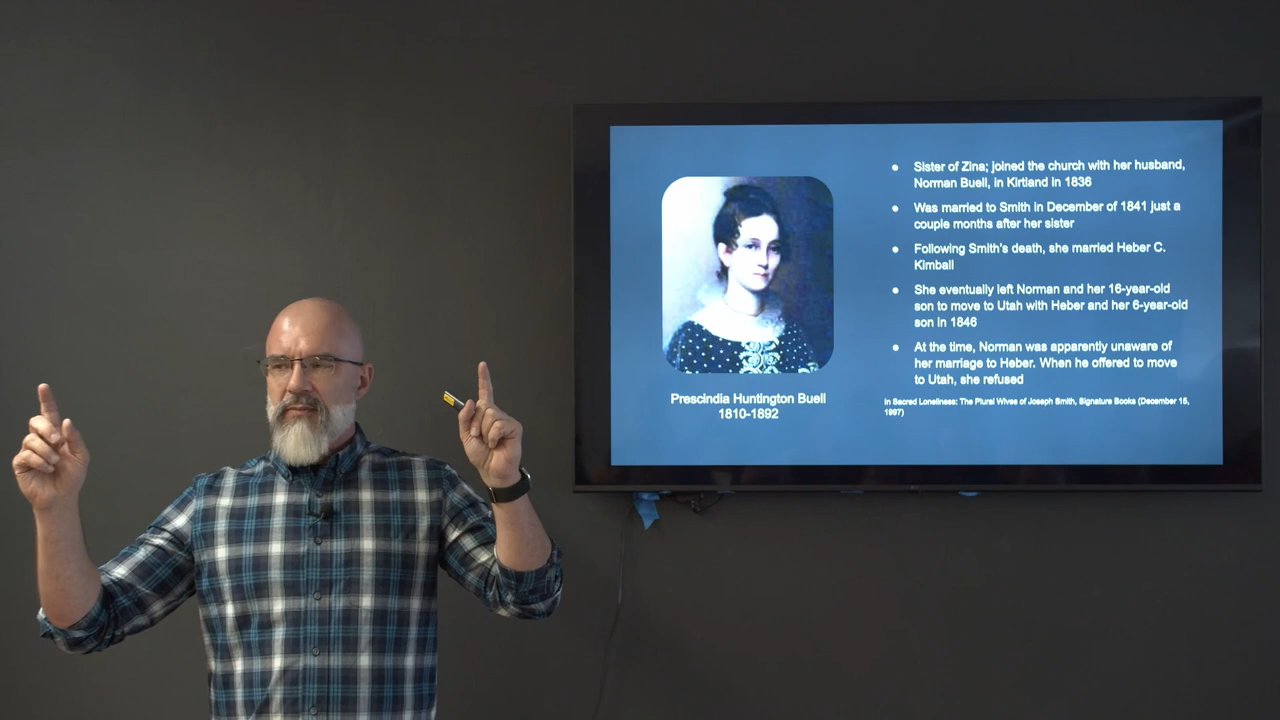 Sister of Zina; joined the church with her husband,
Norman Buell, in Kirtland in 1836
Was married to Smith in December of 1841 just a
couple months after her sister
Following Smith's death, she married Heber C.
Kimball
She eventually left Norman and her 16-year-old
son to move to Utah with Heber and her 6-year-old
son in 1846
At the time, Norman was apparently unaware of
her marriage to Heber. When he offered to move
to Utah, she refused
In Sacred Loneliness: The Plural Wives of Joseph Smith, Signature Books (December 15,
1997)
Prescindia Huntington Buell
1810-1892